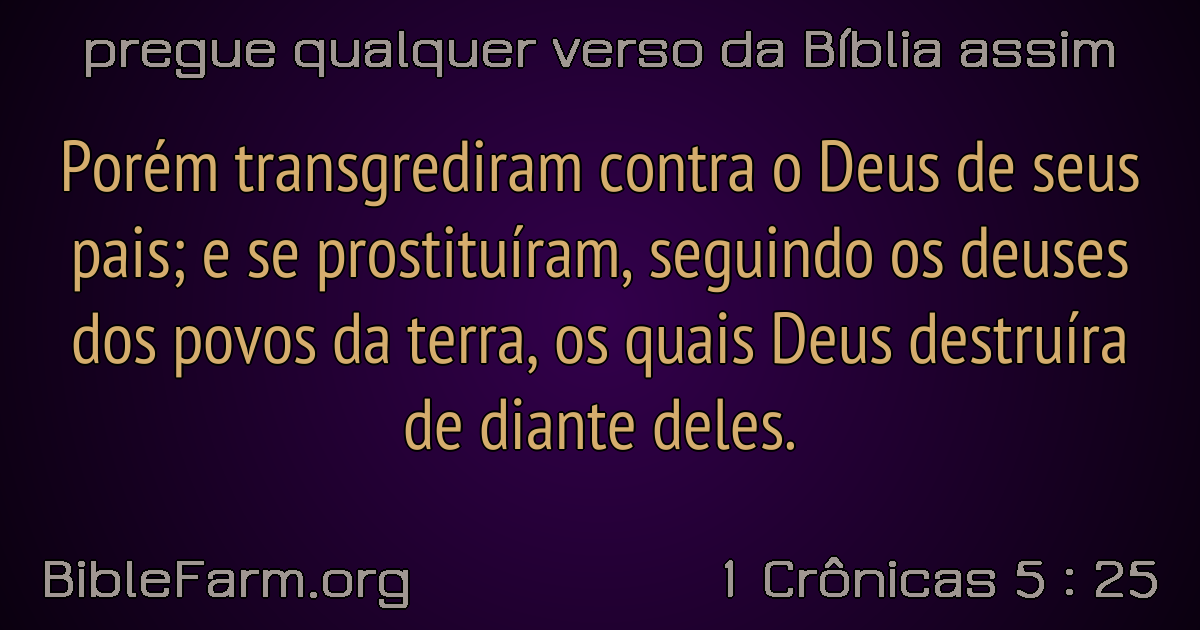 pregue qualquer verso da Bíblia assim
Porém transgrediram contra o Deus de seus
pais; e se prostituíram, seguindo os deuses
dos povos da terra, os quais Deus destruíra
de diante deles.
BibleFarm.org
1 Crônicas 5 : 25